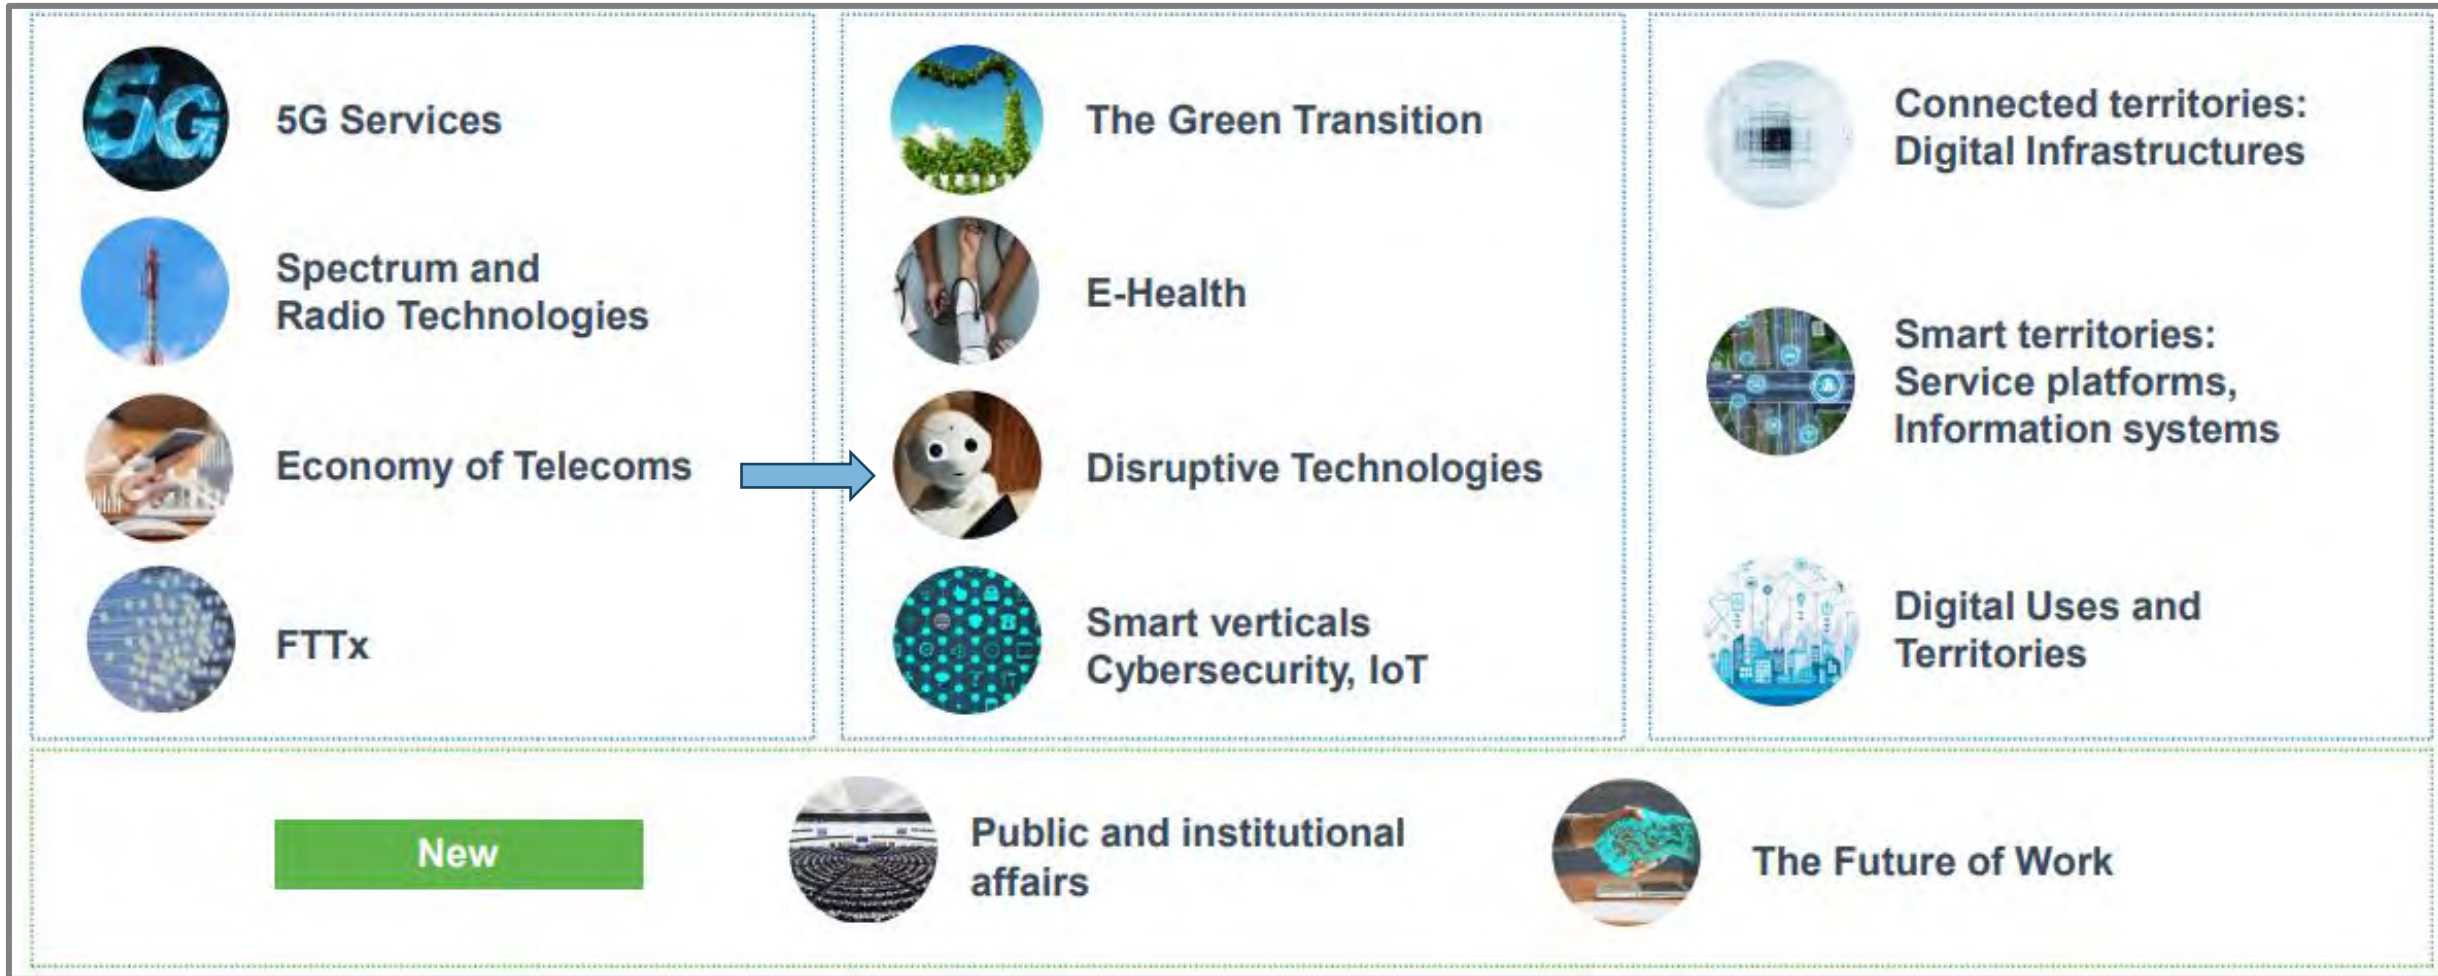 5G
5G Services
Spectrum and
Radio Technologies
Economy of Telecoms
FTTx
The Green Transition
E-Health
Disruptive Technologies
Smart verticals
Cybersecurity, IoT
Connected territories:
Digital Infrastructures
Smart territories:
Service platforms,
Information systems
Digital Uses and
Territories
New
Public and institutional
affairs
The Future of Work